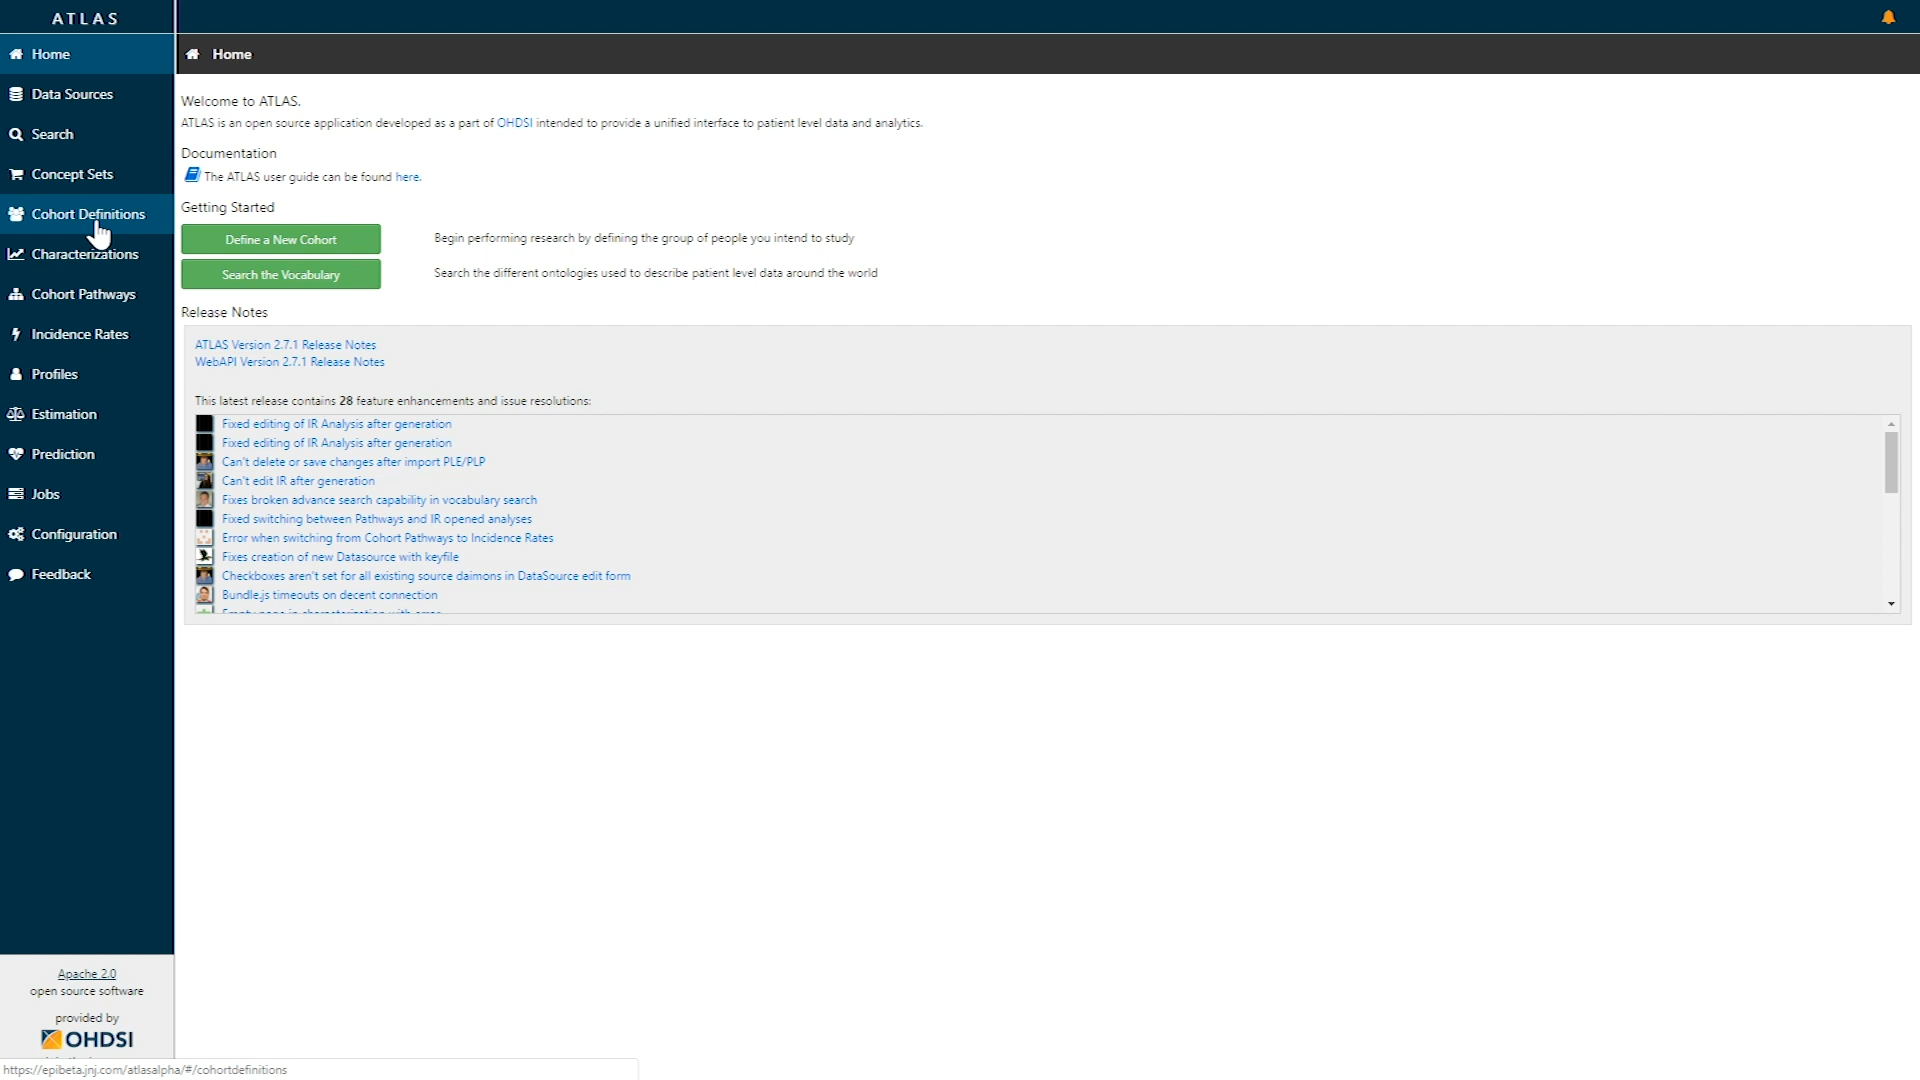 ATLAS
Home
Data Sources
Search
Concept Sets
Cohort Definitions
Characterizations
Cohort Pathways
Incidence Rates
Profiles
Estimation
Prediction
Jobs
Configuration
Feedback
Apache 2.0
open source software
provided by
OHDSI
https://epibeta.jnj.com/atlasalpha/#/cohortdefinitions
Home
Welcome to ATLAS.
ATLAS is an open source application developed as a part of OHDSI intended to provide a unified interface to patient level data and analytics.
Documentation
The ATLAS user guide can be found here.
Getting Started
Define a New Cohort Begin performing research by defining the group of people you intend to study
Search the Vocabulary Search the different ontologies used to describe patient level data around the world
Release Notes
ATLAS Version 2.7.1 Release Notes
WebAPI Version 2.7.1 Release Notes
This latest release contains 28 feature enhancements and issue resolutions:
Fixed editing of IR Analysis after generation
Fixed editing of IR Analysis after generation
Can't delete or save changes after import PLE/PLP
Can't edit IR after generation
Fixes broken advance search capability in vocabulary search
Fixed switching between Pathways and IR opened analyses
Error when switching from Cohort Pathways to Incidence Rates
Fixes creation of new Datasource with keyfile
Checkboxes aren't set for all existing source daimons in DataSource edit form
Bundle.js timeouts on decent connection